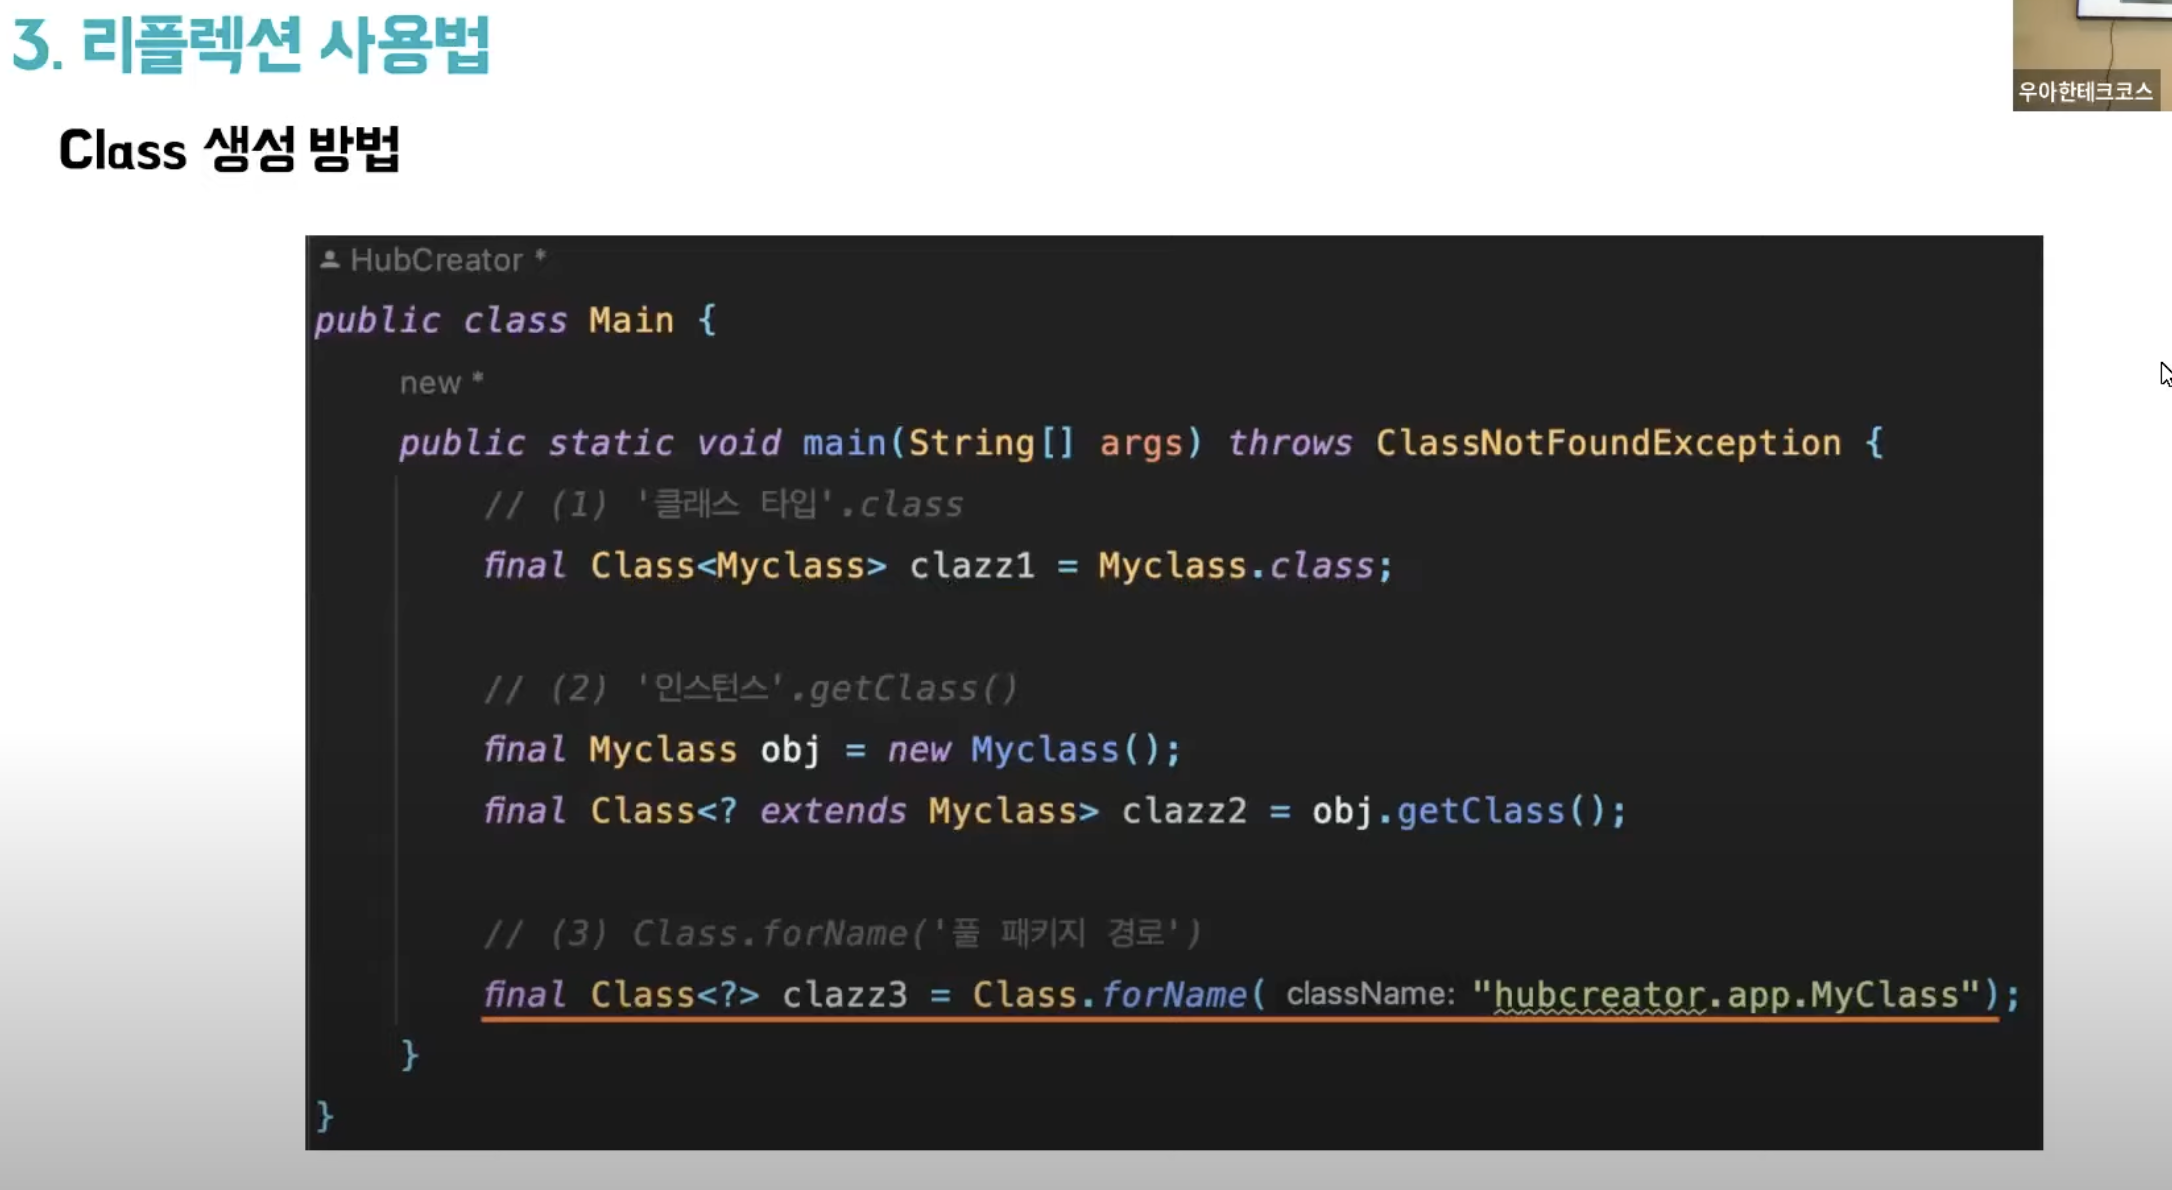 3. 리플렉션 사용법
우아한테크코스
Class 생성 방법
HubCreator *
public class Main {
new *
public static void main(String[] args) throws ClassNotFoundException {
// (1) '클래스 타입'.class
final Class<Myclass> clazz1 = Myclass.class;
// (2) '인스턴스'.getClass()
final Myclass obj = new Myclass();
final Class<? extends Myclass> clazz2 = obj.getClass();
// (3) Class.forName('풀 패키지 경로')
final Class<?> clazz3 = Class.forName( className: "hubcreator.app.MyClass");
}
}